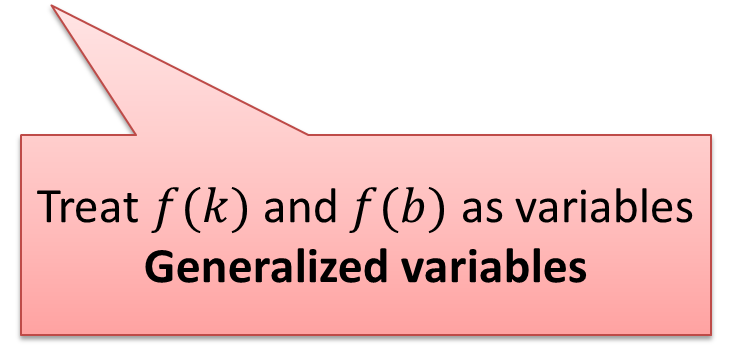 Treat f(k) and f(b) as variables
Generalized variables